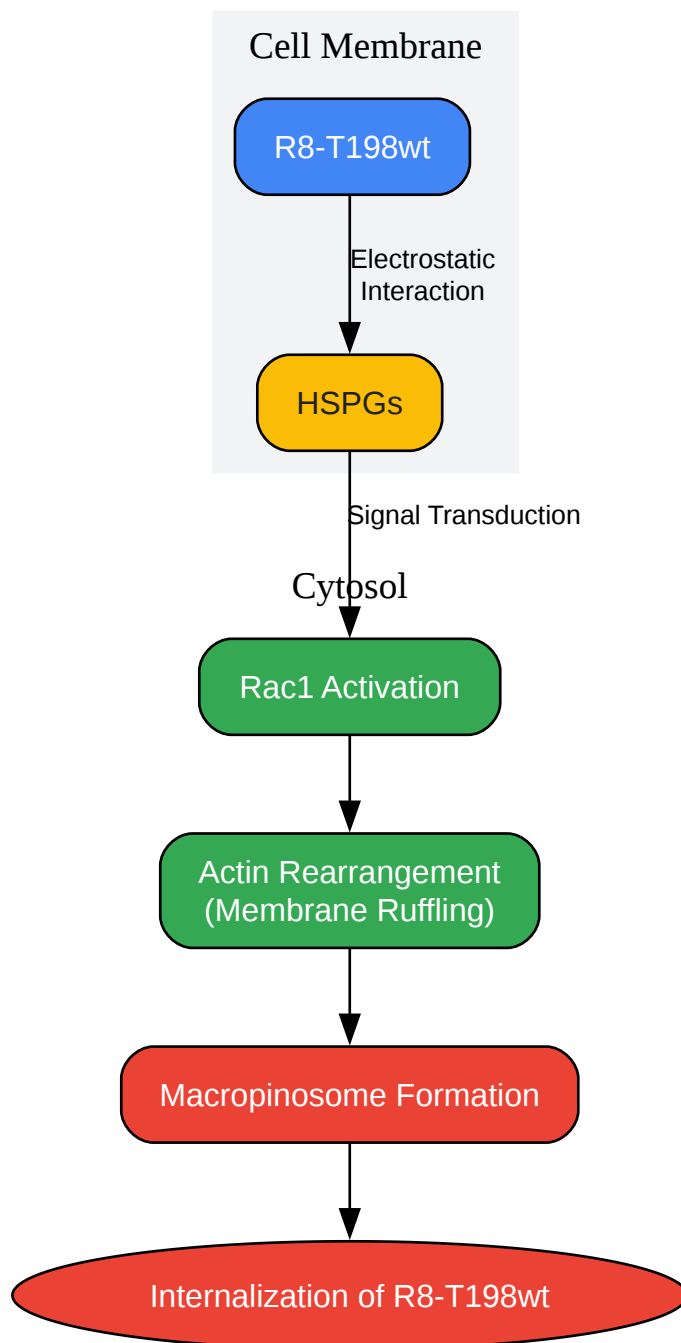 Cell Membrane
R8-T198wt
Electrostatic
Interaction
HSPGs
Signal Transduction
Cytosol
Rac1 Activation
Actin Rearrangement
(Membrane Ruffling)
Macropinosome Formation
Internalization of R8-T198wt